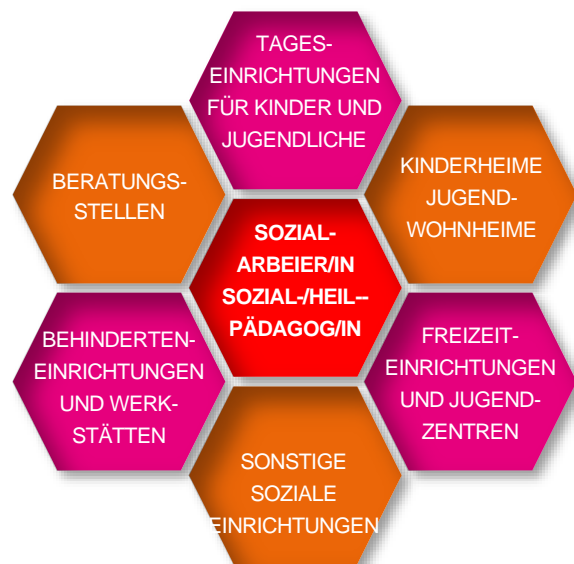 TAGES-
EINRICHTUNGEN
FÜR KINDER UND
JUGENDLICHE
BERATUNGS-
STELLEN
KINDERHEIME
JUGEND-
WOHNHEIME
SOZIAL-
ARBEIER/IN
SOZIAL-/HEIL--
PÄDAGOG/IN
BEHINDERTEN-
EINRICHTUNGEN
UND WERK-
STÄTTEN
FREIZEIT-
EINRICHTUNGEN
UND JUGEND-
ZENTREN
SONSTIGE
SOZIALE
EINRICHTUNGEN